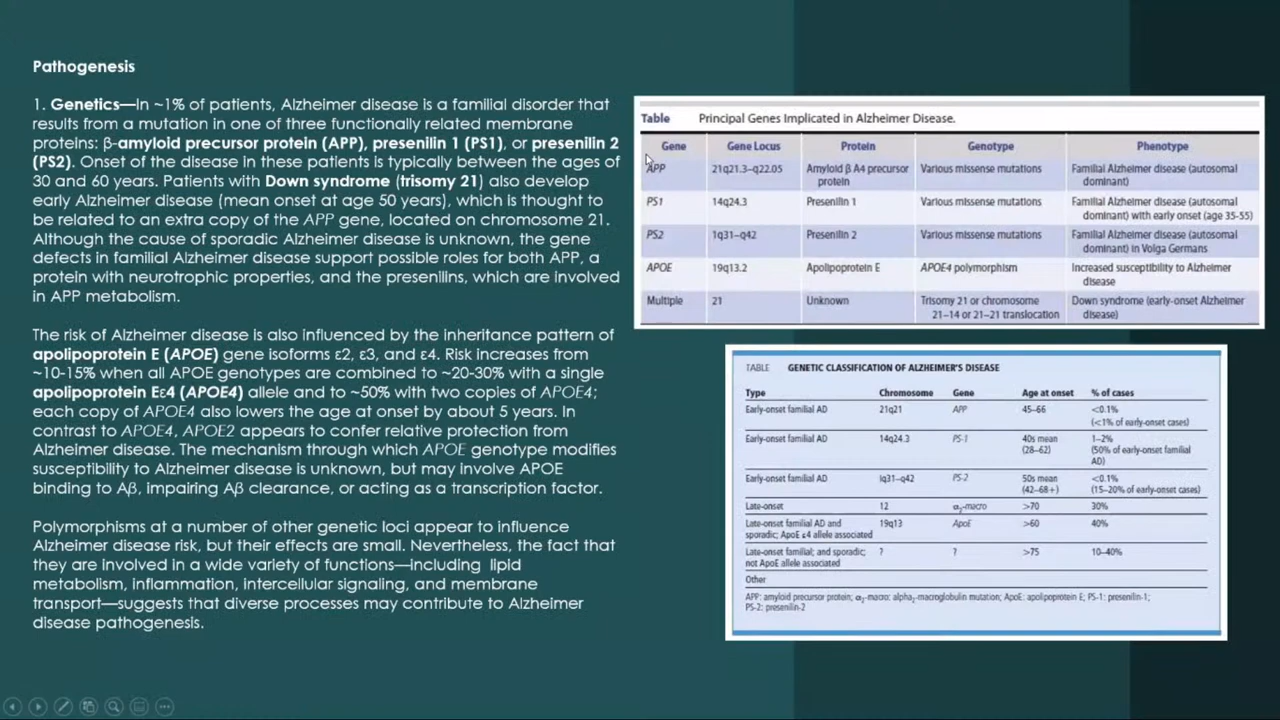 Pathogenesis
1. Genetics—In ~1% of patients, Alzheimer disease is a familial disorder that
results from a mutation in one of three functionally related membrane
proteins: β-amyloid precursor protein (APP), presenilin 1 (PS1), or presenilin 2
(PS2). Onset of the disease in these patients is typically between the ages of
30 and 60 years. Patients with Down syndrome (trisomy 21) also develop
early Alzheimer disease (mean onset at age 50 years), which is thought to
be related to an extra copy of the APP gene, located on chromosome 21.
Although the cause of sporadic Alzheimer disease is unknown, the gene
defects in familial Alzheimer disease support possible roles for both APP, a
protein with neurotrophic properties, and the presenilins, which are involved
in APP metabolism.
The risk of Alzheimer disease is also influenced by the inheritance pattern of
apolipoprotein E (APOE) gene isoforms ε2, ε3, and ε4. Risk increases from
~10-15% when all APOE genotypes are combined to ~20-30% with a single
apolipoprotein Eε4 (APOE4) allele and to ~50% with two copies of APOE4;
each copy of APOE4 also lowers the age at onset by about 5 years. In
contrast to APOE4, APOE2 appears to confer relative protection from
Alzheimer disease. The mechanism through which APOE genotype modifies
susceptibility to Alzheimer disease is unknown, but may involve APOE
binding to Aβ, impairing Aβ clearance, or acting as a transcription factor.
Polymorphisms at a number of other genetic loci appear to influence
Alzheimer disease risk, but their effects are small. Nevertheless, the fact that
they are involved in a wide variety of functions—including lipid
metabolism, inflammation, intercellular signaling, and membrane
transport—suggests that diverse processes may contribute to Alzheimer
disease pathogenesis.
Table Principal Genes Implicated in Alzheimer Disease.
Gene Gene Locus Protein Genotype Phenotype
APP 21q21.3–q22.05 Amyloid β A4 precursor Various missense mutations Familial Alzheimer disease (autosomal
protein dominant)
PS1 14q24.3 Presenilin 1 Various missense mutations Familial Alzheimer disease (autosomal
dominant) with early onset (age 35-55)
PS2 1q31–q42 Presenilin 2 Various missense mutations Familial Alzheimer disease (autosomal
dominant) in Volga Germans
APOE 19q13.2 Apolipoprotein E APOE4 polymorphism Increased susceptibility to Alzheimer
disease
Multiple 21 Unknown Trisomy 21 or chromosome Down syndrome (early-onset Alzheimer
21–14 or 21–21 translocation disease)
TABLE GENETIC CLASSIFICATION OF ALZHEIMER'S DISEASE
Type Chromosome Gene Age at onset % of cases
Early-onset familial AD 21q21 APP 45–66 <0.1%
(<1% of early-onset cases)
Early-onset familial AD 14q24.3 PS-1 40s mean 1–2%
(28–62) (50% of early-onset familial
AD)
Early-onset familial AD 1q31–q42 PS-2 50s mean <0.1%
(42–68+) (15–20% of early-onset cases)
Late-onset 12 α2-macro >70 30%
Late-onset familial AD and 19q13 ApoE >60 40%
sporadic; ApoE ε4 allele associated
Late-onset familial; and sporadic; ? ? >75 10–40%
not ApoE allele associated
Other
APP: amyloid precursor protein; α2-macro: alpha2-macroglobulin mutation; ApoE: apolipoprotein E; PS-1: presenilin-1;
PS-2: presenilin-2